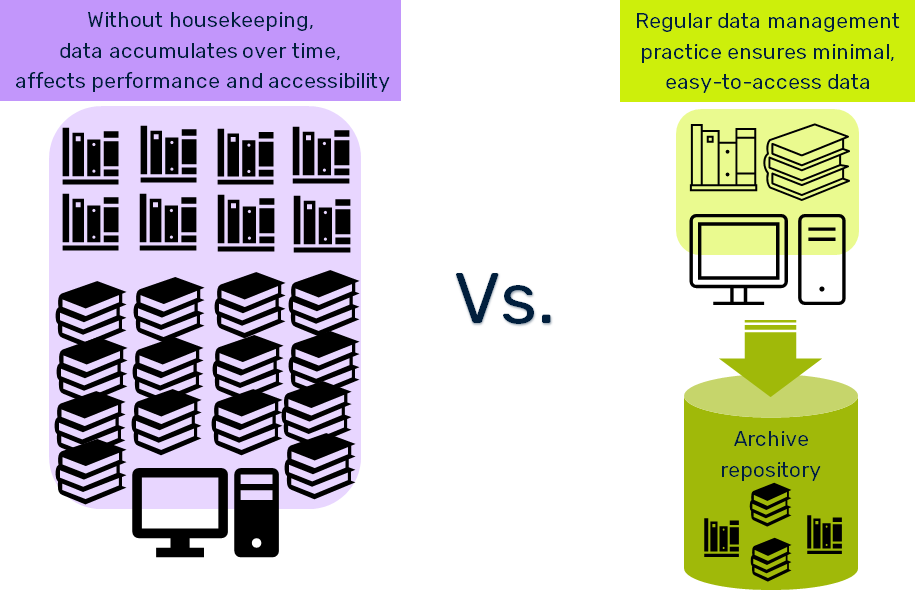 Without housekeeping,
data accumulates over time,
affects performance and accessibility
Regular data management
practice ensures minimal,
easy-to-access data
Vs.
Archive
repository